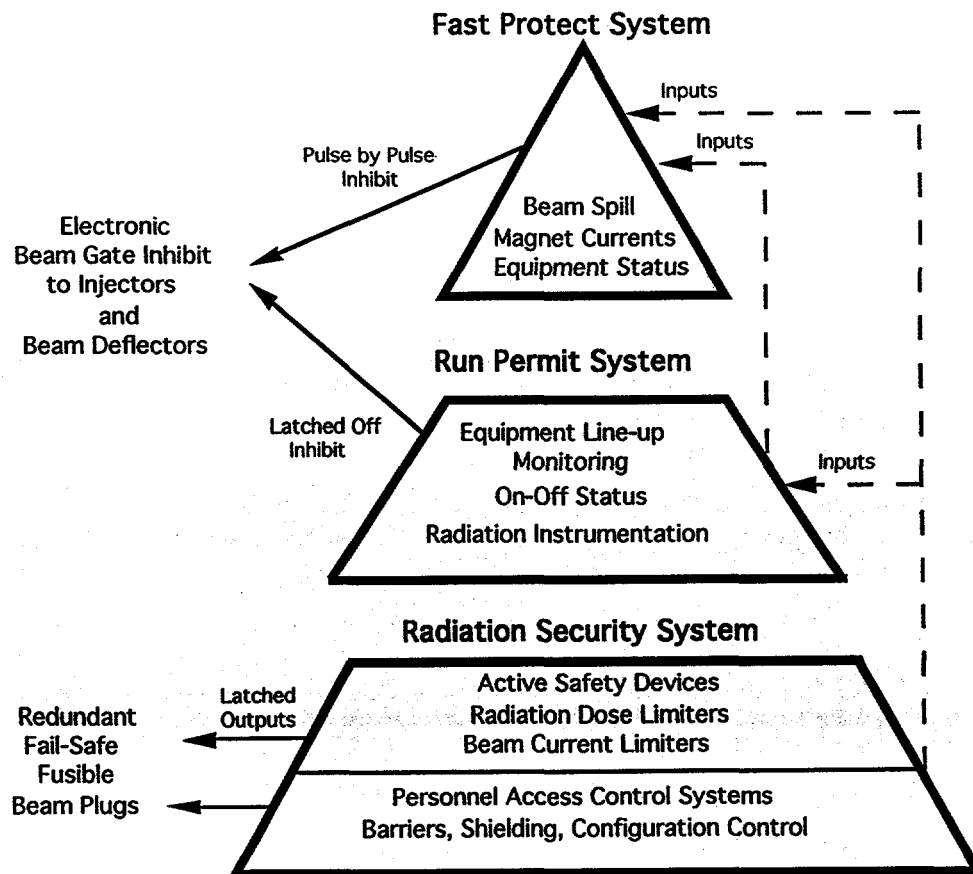 Fast Protect System
Inputs
Inputs
Pulse by Pulse
Inhibit
Beam Spill
Magnet Currents
Equipment Status
Electronic
Beam Gate Inhibit
to Injectors
and
Beam Deflectors
Run Permit System
Latched Off
Inhibit
Equipment Line-up
Monitoring
On-Off Status
Radiation Instrumentation
Inputs
Radiation Security System
Latched
Outputs
Active Safety Devices
Radiation Dose Limiters
Beam Current Limiters
Redundant
Fail-Safe
Fusible
Beam Plugs
Personnel Access Control Systems
Barriers, Shielding, Configuration Control